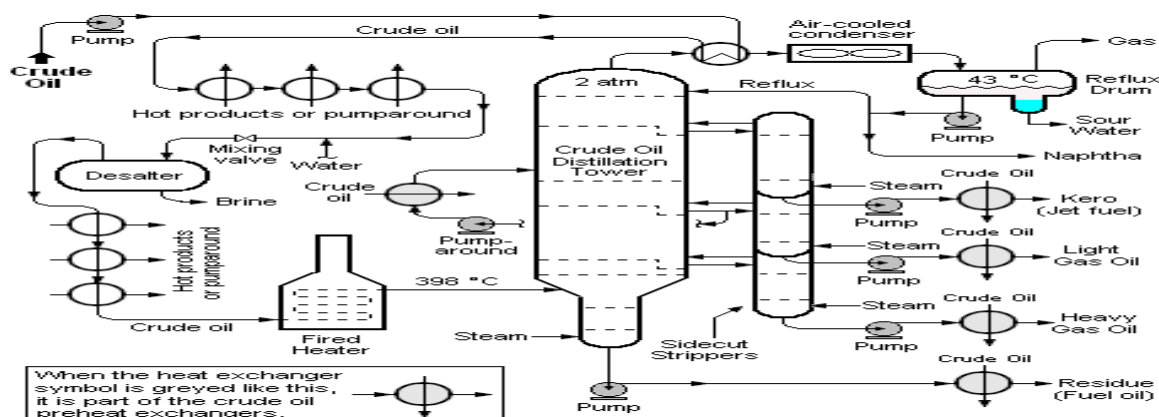 Pump
Crude
Oil
Crude oil
Air-cooled
condenser
Gas
2 atm
Reflux
43 °C
Reflux
Drum
Hot products or pumparound
Pump
Sour
Water
Mixing
valve
Water
Crude Oil
Distillation
Tower
Naphtha
Desalter
Brine
Crude
oil
Steam
Crude Oil
Pump
Kero
(Jet fuel)
Pump-
around
Hot products
or pumparound
Steam
Crude Oil
Pump
Light
Gas Oil
398 °C
Steam
Crude Oil
Crude oil
Fired
Heater
Steam
Sidecut
Strippers
Pump
Heavy
Gas Oil
Crude Oil
When the heat exchanger
symbol is greyed like this,
it is part of the crude oil
preheat exchangers.
Pump
Residue
(Fuel oil)